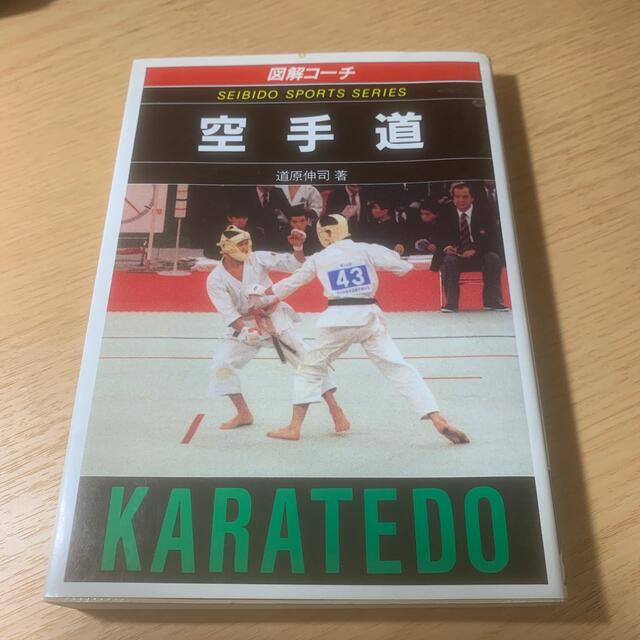 図解コーチ
SEIBIDO SPORTS SERIES
空手道
道原伸司 著
43
KARATEDO